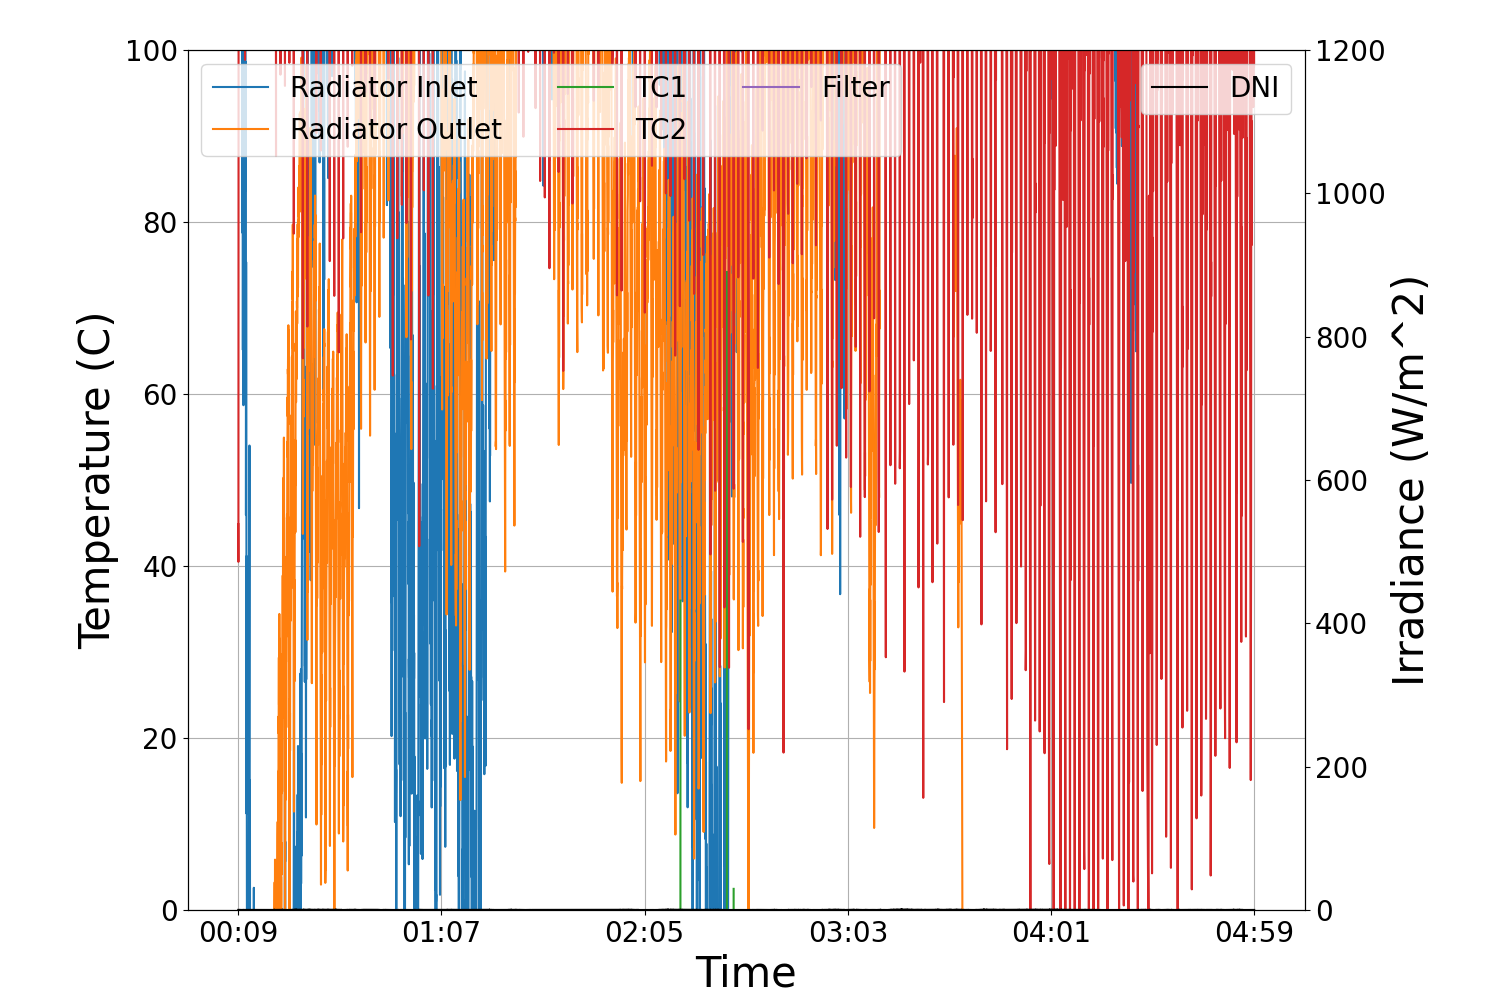 100
80
60
40
20
0
Temperature (C)
Radiator Inlet
Radiator Outlet
TC1
TC2
Filter
DNI
1200
1000
800
600
400
200
0
Irradiance (W/m^2)
00:09
01:07
02:05
03:03
04:01
04:59
Time